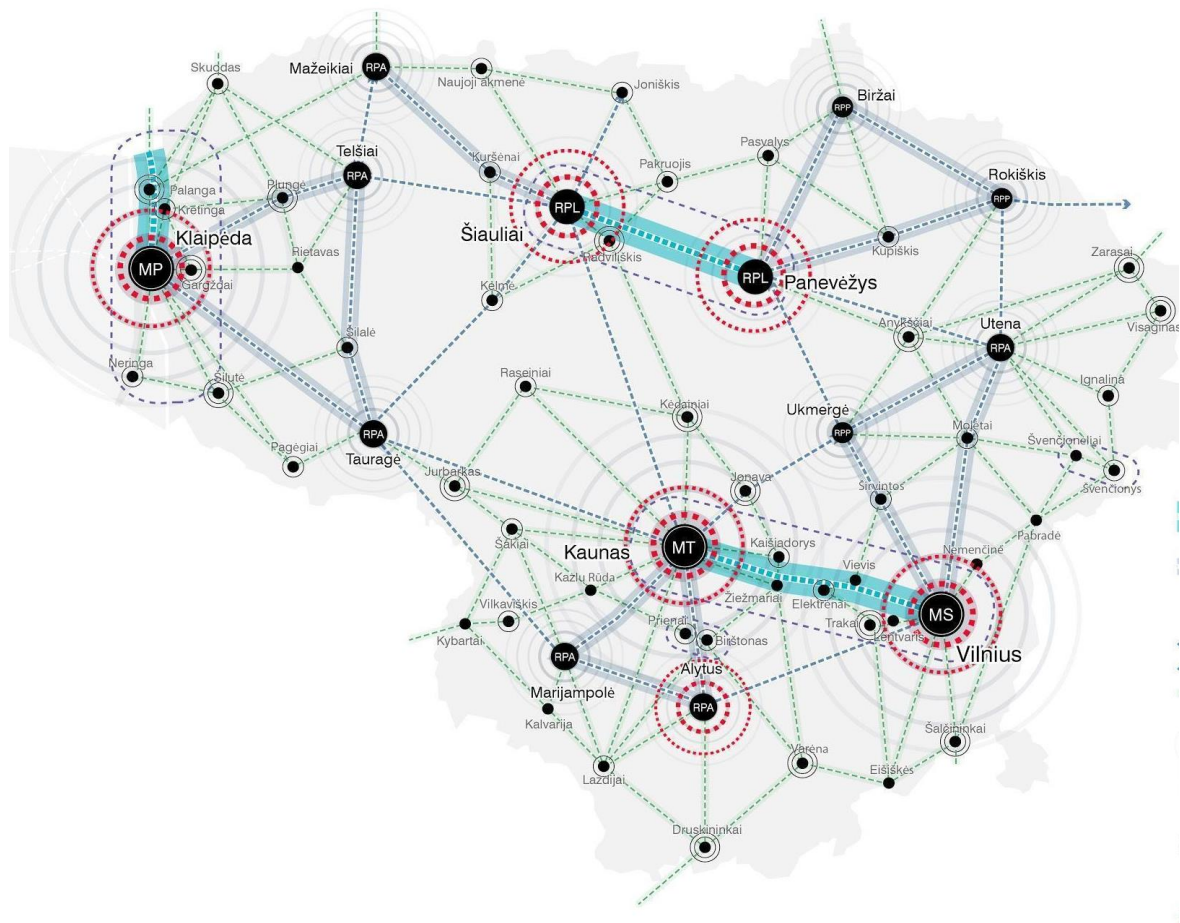 Skuodas
Mažeikiai
RPA
Naujoji akmenė
Joniškis
Biržai
RPP
Telšiai
RPA
Kuršėnai
Pakruojis
Pasvalys
Rokiškis
RPP
Palanga
Plungė
Kretinga
Klaipėda
MP
Gargždai
Rietavas
RPL
Šiauliai
Radviliškis
Kupiškis
RPL
Panevėžys
Zarasai
Kelmė
Šilalė
Anykščiai
Utena
RPA
Visaginas
Neringa
Šilutė
Raseiniai
Kėdainiai
Ukmergė
RPP
Molėtai
Ignalina
RPA
Tauragė
Pagėgiai
Švenčionėliai
Švenčionys
Jurbarkas
Jonava
Širvintos
Šakiai
Kaunas
MT
Kaišiadorys
Pabradė
Nemenčinė
Kazlų Rūda
Vievis
Žiežmariai
Elektrėnai
MS
Vilnius
Vilkaviškis
Kybartai
Prienai
Birštonas
Trakai
Lentvaris
RPA
Marijampolė
Alytus
RPA
Kalvarija
Lazdijai
Varėna
Šalčininkai
Eišiškės
Druskininkai